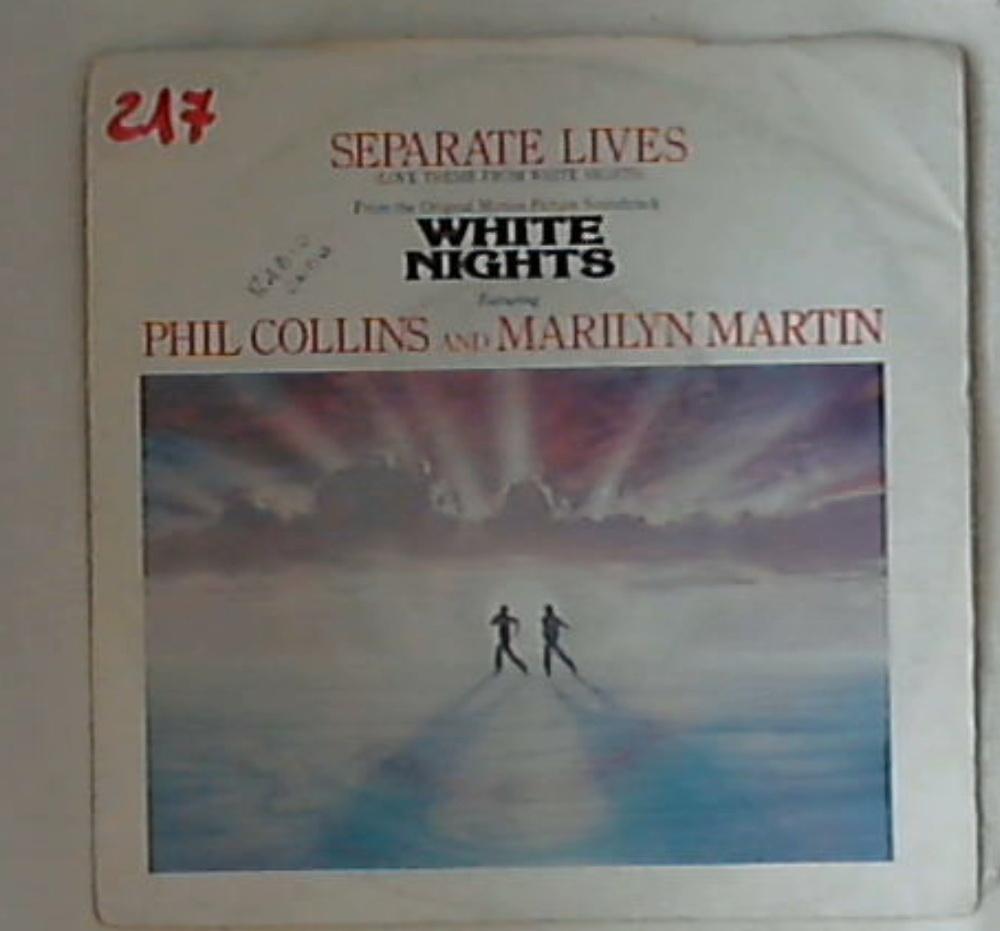 217
SEPARATE LIVES
(LOVE THEME FROM WHITE NIGHTS)
From the Original Motion Picture Soundtrack
WHITE
NIGHTS
RADIO
Featuring
PHIL COLLINS AND MARILYN MARTIN